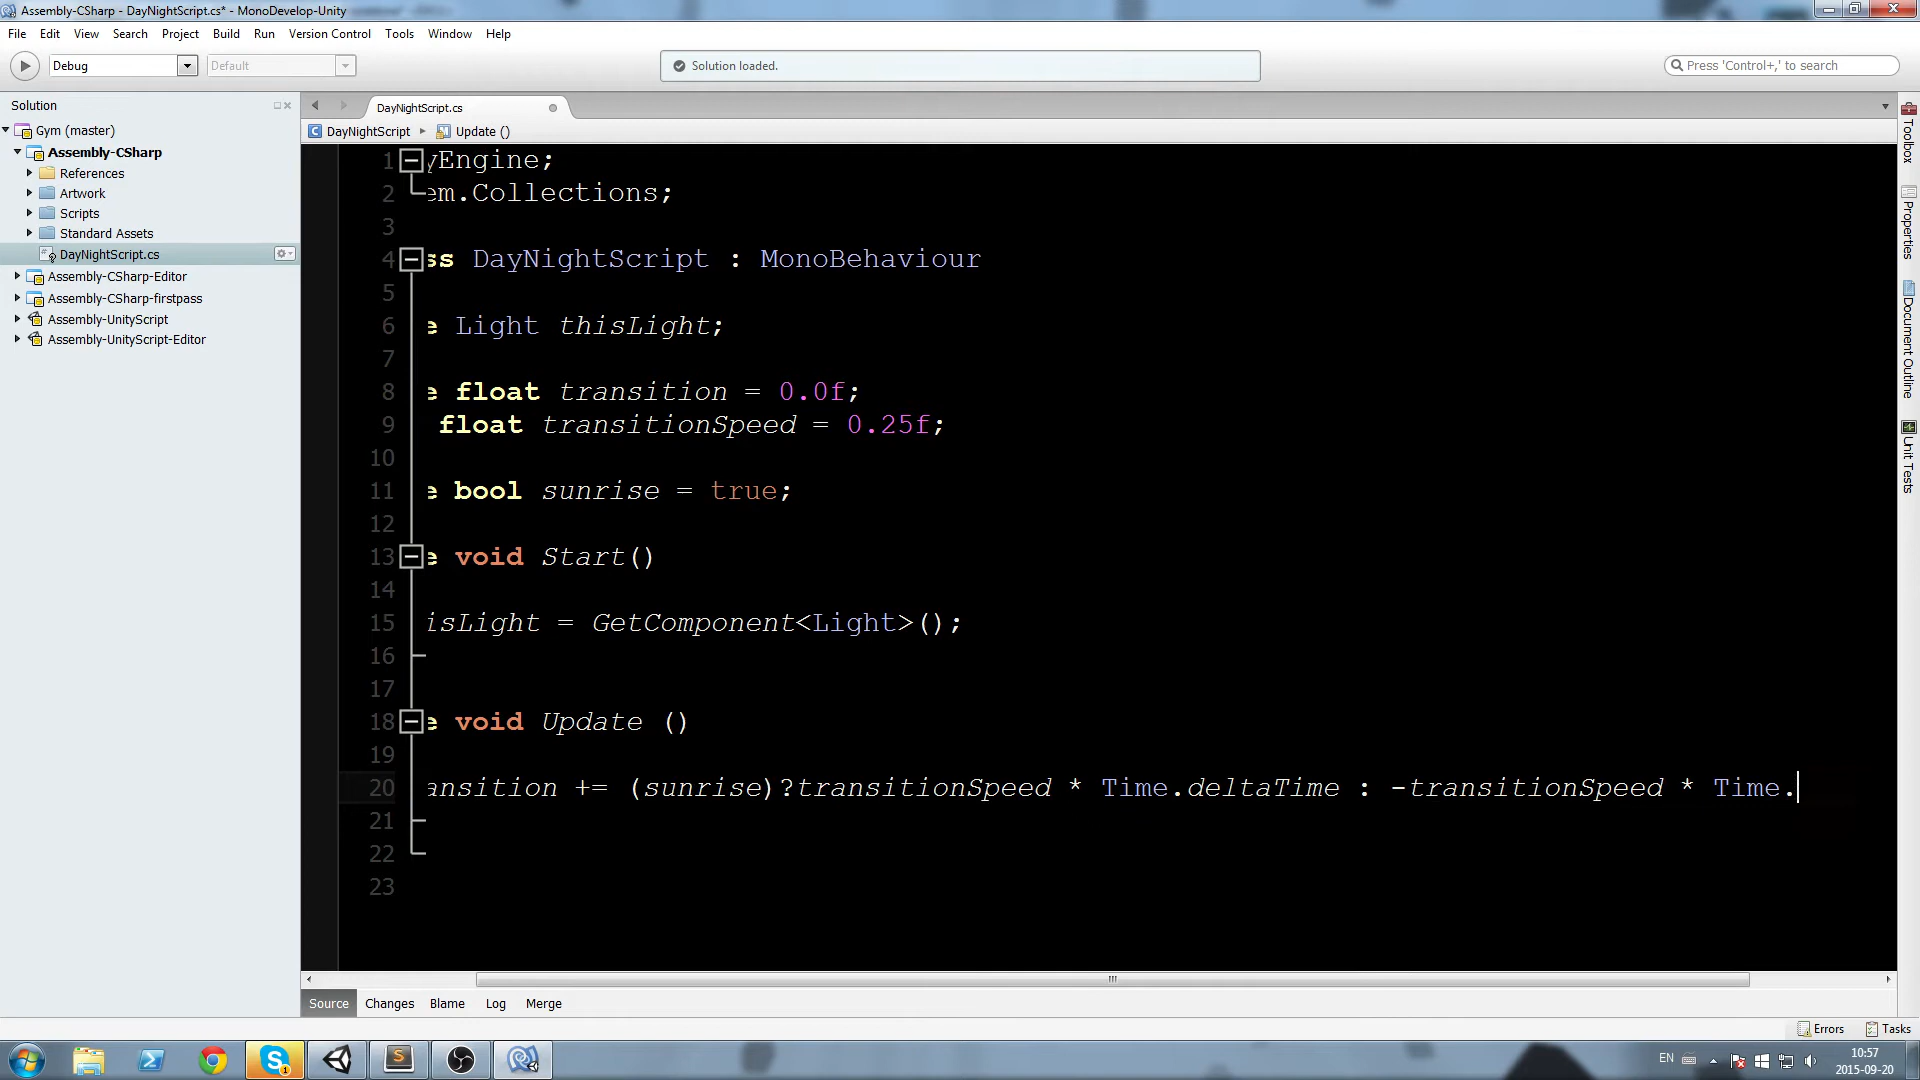 Assembly-CSharp - DayNightScript.cs* - MonoDevelop-Unity
File Edit View Search Project Build Run Version Control Tools Window Help
Debug Default Solution loaded. Press 'Control+,' to search
Solution
Gym (master)
Assembly-CSharp
References
Artwork
Scripts
Standard Assets
DayNightScript.cs
Assembly-CSharp-Editor
Assembly-CSharp-firstpass
Assembly-UnityScript
Assembly-UnityScript-Editor
DayNightScript.cs
DayNightScript Update ()
1 yEngine;
2 em.Collections;
3
4 ss DayNightScript : MonoBehaviour
5
6 e Light thisLight;
7
8 e float transition = 0.0f;
9 float transitionSpeed = 0.25f;
10
11 e bool sunrise = true;
12
13 e void Start()
14
15 isLight = GetComponent<Light>();
16
17
18 e void Update ()
19
20 ansition += (sunrise)?transitionSpeed * Time.deltaTime : -transitionSpeed * Time.
21
22
23
Toolbox
Properties
Document Outline
Unit Tests
Source Changes Blame Log Merge
Errors Tasks
EN
10:57
2015-09-20